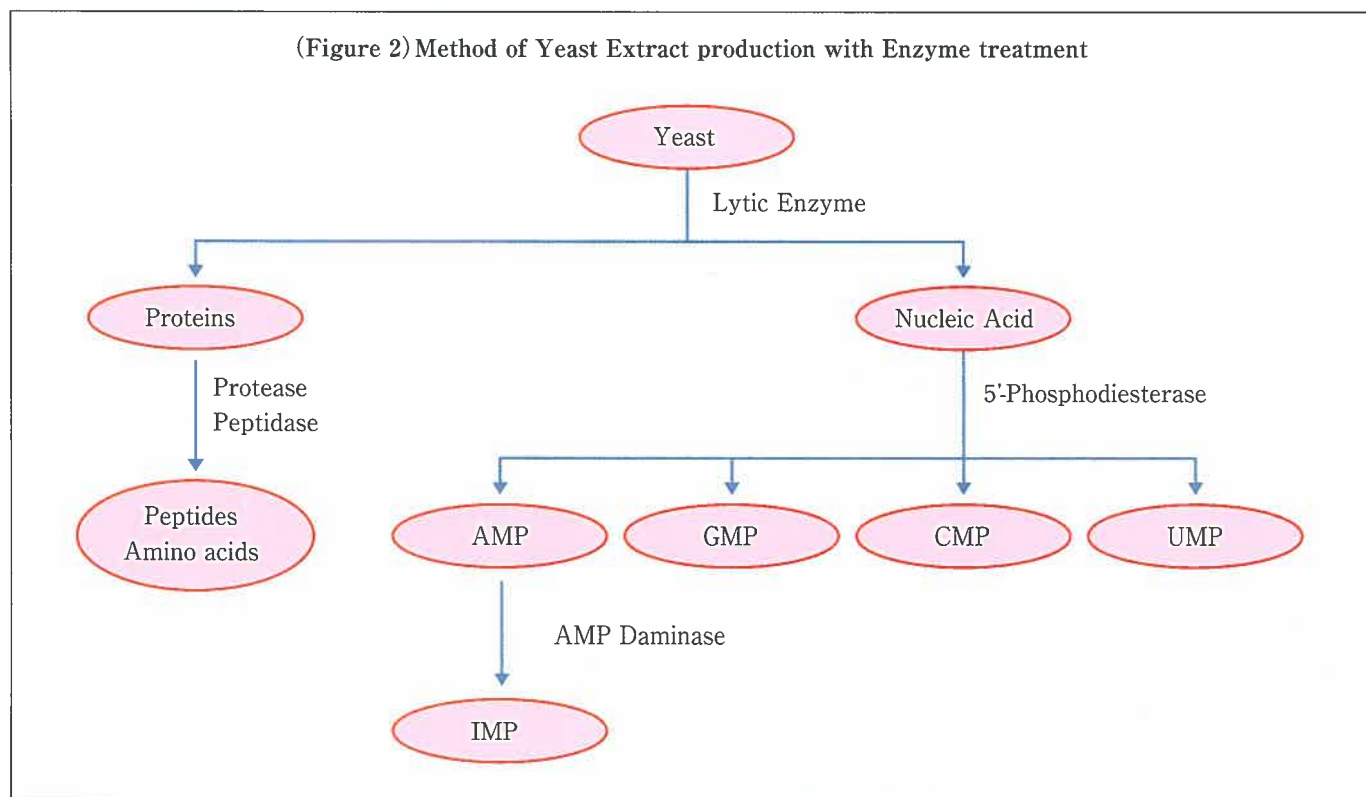 (Figure 2) Method of Yeast Extract production with Enzyme treatment
Yeast
Lytic Enzyme
Proteins
Nucleic Acid
Protease
Peptidase
5'-Phosphodiesterase
Peptides
Amino acids
AMP
GMP
CMP
UMP
AMP Daminase
IMP